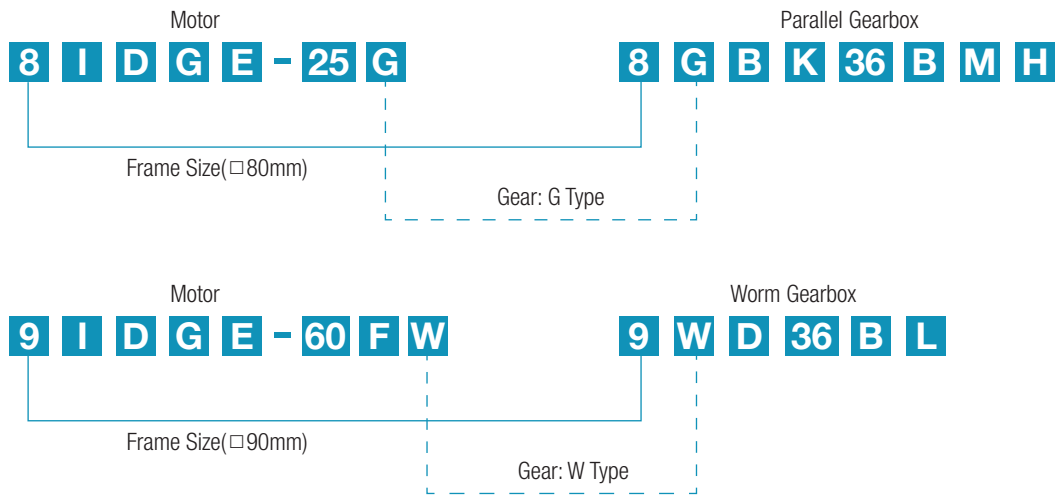 Motor Parallel Gearbox
8 I D G E - 25 G 8 G B K 36 B M H
Frame Size(□80mm)
Gear: G Type
Motor Worm Gearbox
9 I D G E - 60 F W 9 W D 36 B L
Frame Size(□90mm)
Gear: W Type